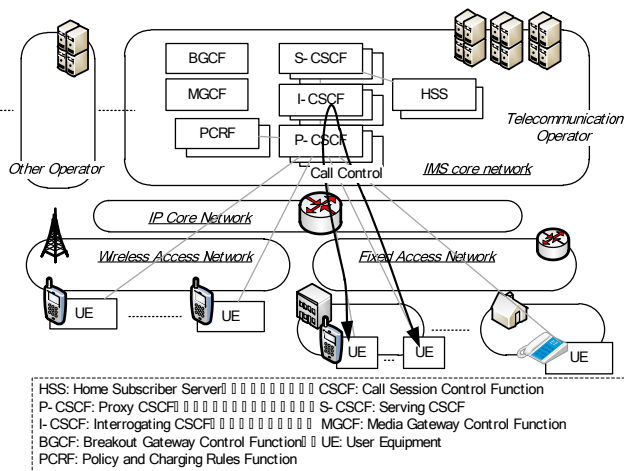 BGCF
S-CSCF
MGCF
I-CSCF
HSS
PCRF
P-CSCF
Telecommunication
Operator
Other Operator
Call Control
IMS core network
IP Core Network
Wireless Access Network
Fixed Access Network
UE
UE
UE
...
UE
UE
HSS: Home Subscriber Server CSCF: Call Session Control Function
P-CSCF: Proxy CSCF S-CSCF: Serving CSCF
I-CSCF: Interrogating CSCF MGCF: Media Gateway Control Function
BGCF: Breakout Gateway Control Function UE: User Equipment
PCRF: Policy and Charging Rules Function